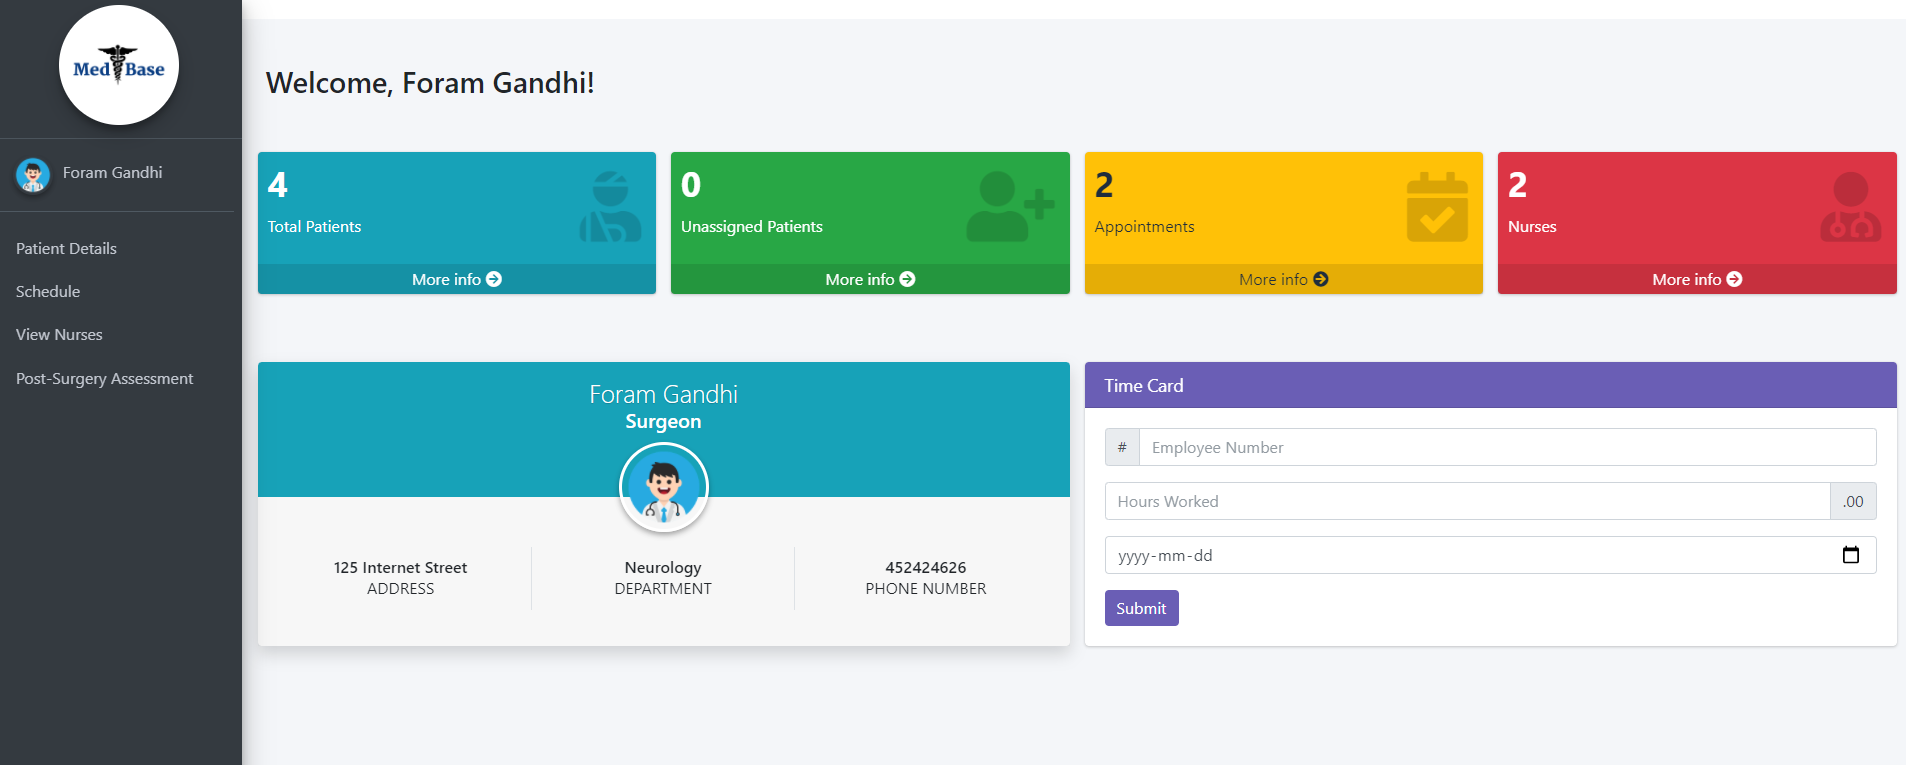 Med Base
Foram Gandhi
Patient Details
Schedule
View Nurses
Post-Surgery Assessment
Welcome, Foram Gandhi!
4
Total Patients
More info
0
Unassigned Patients
More info
2
Appointments
More info
2
Nurses
More info
Foram Gandhi
Surgeon
125 Internet Street
ADDRESS
Neurology
DEPARTMENT
452424626
PHONE NUMBER
Time Card
# Employee Number
Hours Worked .00
yyyy-mm-dd
Submit